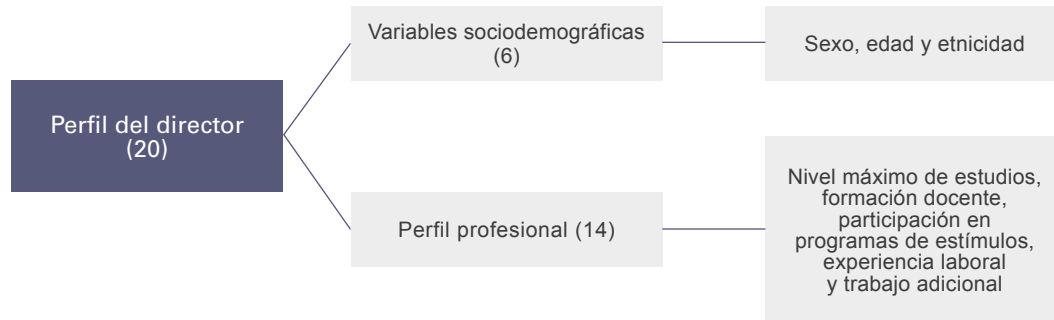 Perfil del director
(20)
Variables sociodemográficas
(6)
Sexo, edad y etnicidad
Perfil profesional (14)
Nivel máximo de estudios,
formación docente,
participación en
programas de estímulos,
experiencia laboral
y trabajo adicional